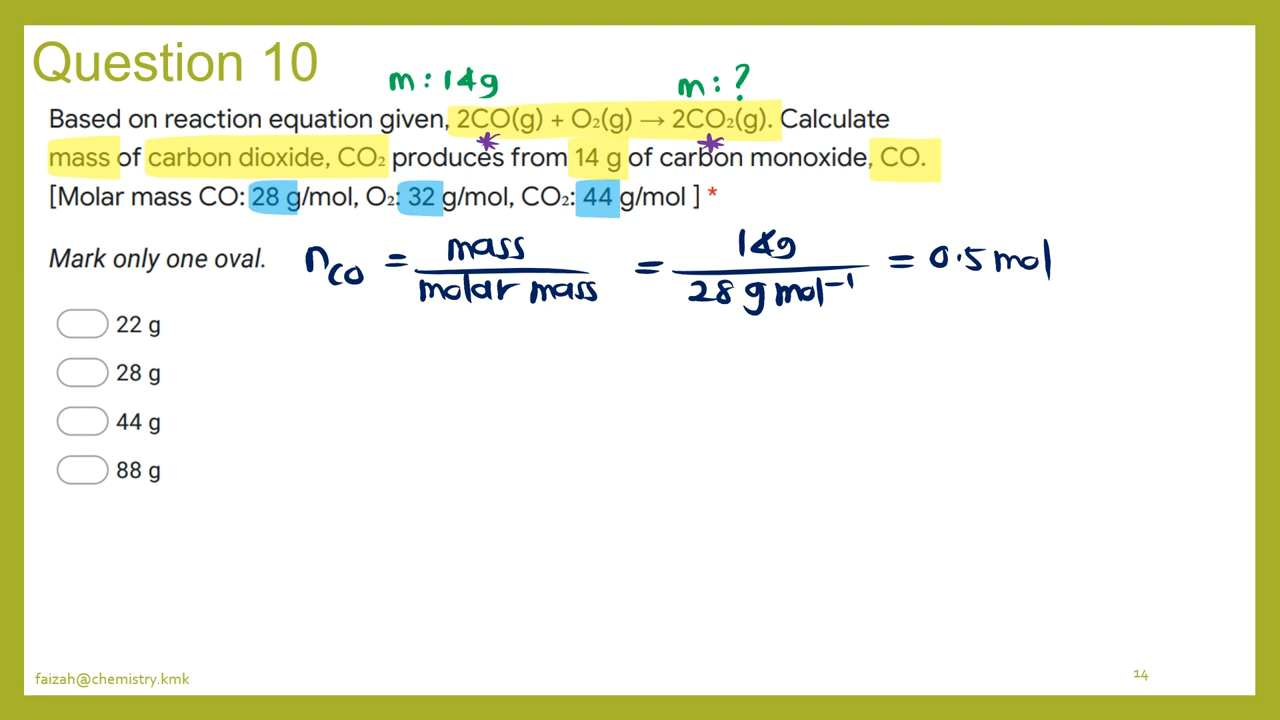 Question 10
m : 14g
m : ?
Based on reaction equation given, 2CO(g) + O₂(g) → 2CO₂(g). Calculate
mass of carbon dioxide, CO₂ produces from 14 g of carbon monoxide, CO.
[Molar mass CO: 28 g/mol, O₂: 32 g/mol, CO₂: 44 g/mol ] *
Mark only one oval.
nCO = mass / molar mass = 14g / 28 g mol⁻¹ = 0.5 mol
22 g
28 g
44 g
88 g
faizah@chemistry.kmk
14